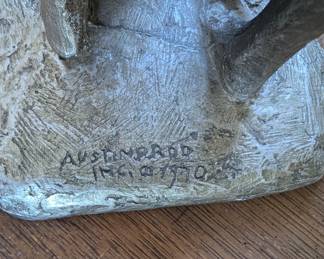 AUSTIN PROD
INC. © 1970